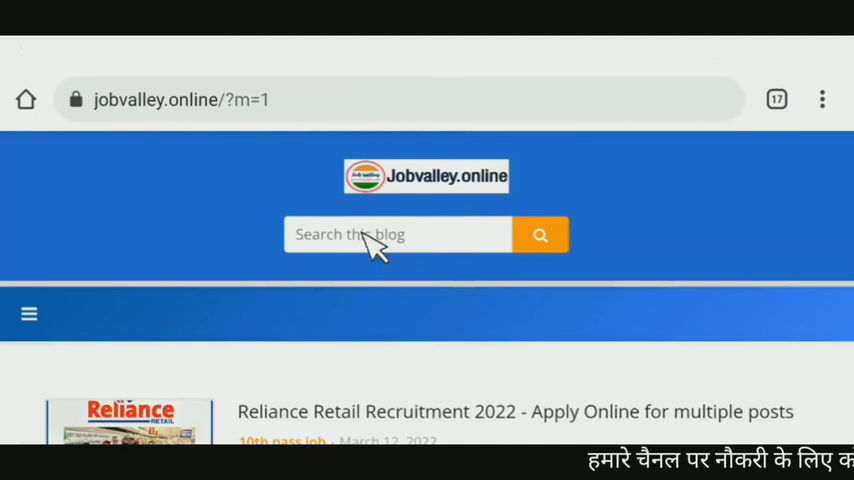 jobvalley.online/?m=1
17
Jobvalley.online
Search this blog
Reliance
RETAIL
Reliance Retail Recruitment 2022 - Apply Online for multiple posts
10th pass job - March 12, 2022
हमारे चैनल पर नौकरी के लिए